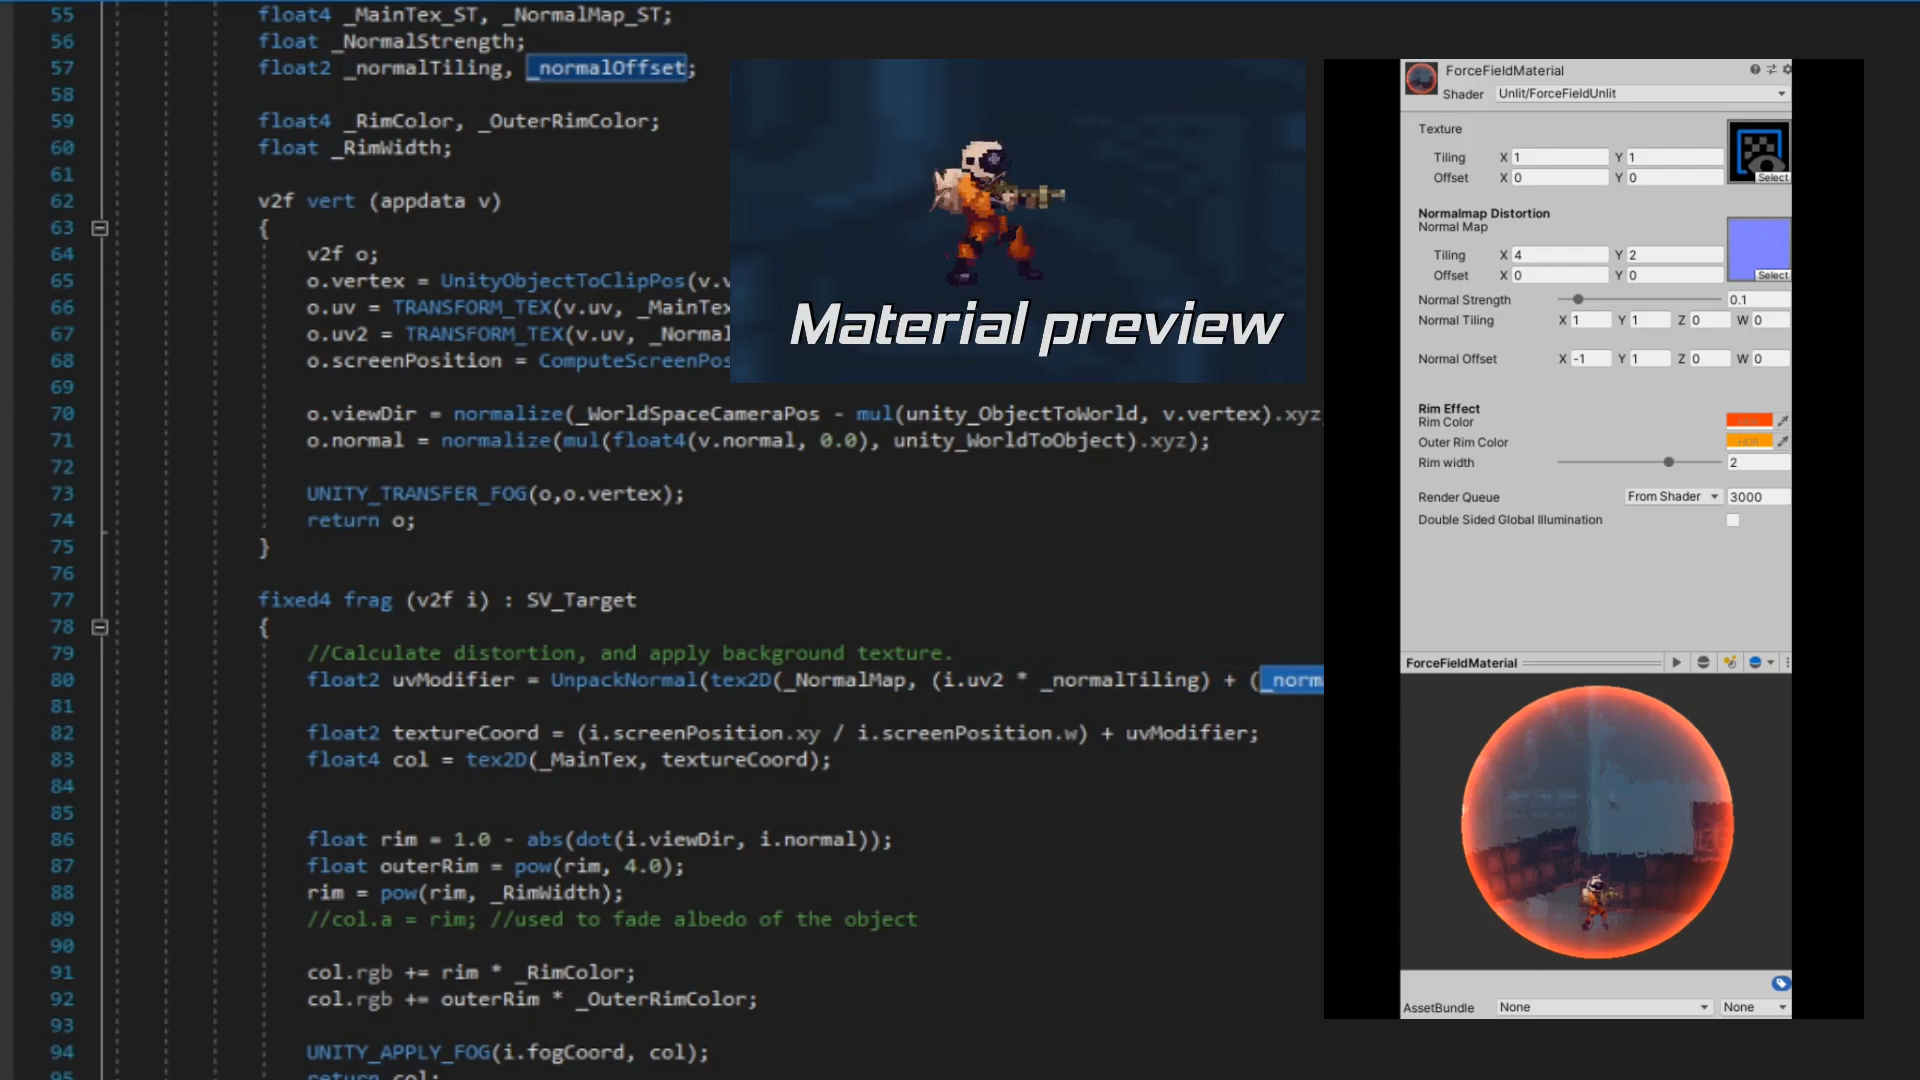 55 float4 _MainTex_ST, _NormalMap_ST;
56 float _NormalStrength;
57 float2 _normalTiling, _normalOffset;
58
59 float4 _RimColor, _OuterRimColor;
60 float _RimWidth;
61
62 v2f vert (appdata v)
63 {
64 v2f o;
65 o.vertex = UnityObjectToClipPos(v.v
66 o.uv = TRANSFORM_TEX(v.uv, _MainTex
67 o.uv2 = TRANSFORM_TEX(v.uv, _Normal
68 o.screenPosition = ComputeScreenPos
69
70 o.viewDir = normalize(_WorldSpaceCameraPos - mul(unity_ObjectToWorld, v.vertex).xyz
71 o.normal = normalize(mul(float4(v.normal, 0.0), unity_WorldToObject).xyz);
72
73 UNITY_TRANSFER_FOG(o,o.vertex);
74 return o;
75 }
76
77 fixed4 frag (v2f i) : SV_Target
78 {
79 //Calculate distortion, and apply background texture.
80 float2 uvModifier = UnpackNormal(tex2D(_NormalMap, (i.uv2 * _normalTiling) + (_norm
81
82 float2 textureCoord = (i.screenPosition.xy / i.screenPosition.w) + uvModifier;
83 float4 col = tex2D(_MainTex, textureCoord);
84
85
86 float rim = 1.0 - abs(dot(i.viewDir, i.normal));
87 float outerRim = pow(rim, 4.0);
88 rim = pow(rim, _RimWidth);
89 //col.a = rim; //used to fade albedo of the object
90
91 col.rgb += rim * _RimColor;
92 col.rgb += outerRim * _OuterRimColor;
93
94 UNITY_APPLY_FOG(i.fogCoord, col);
95 return col;
Material preview
ForceFieldMaterial
Shader Unlit/ForceFieldUnlit
Texture
Tiling X 1 Y 1
Offset X 0 Y 0
Select
Normalmap Distortion
Normal Map
Tiling X 4 Y 2
Offset X 0 Y 0
Select
Normal Strength 0.1
Normal Tiling X 1 Y 1 Z 0 W 0
Normal Offset X -1 Y 1 Z 0 W 0
Rim Effect
Rim Color
Outer Rim Color HDR
Rim width 2
Render Queue From Shader 3000
Double Sided Global Illumination
ForceFieldMaterial
AssetBundle None None